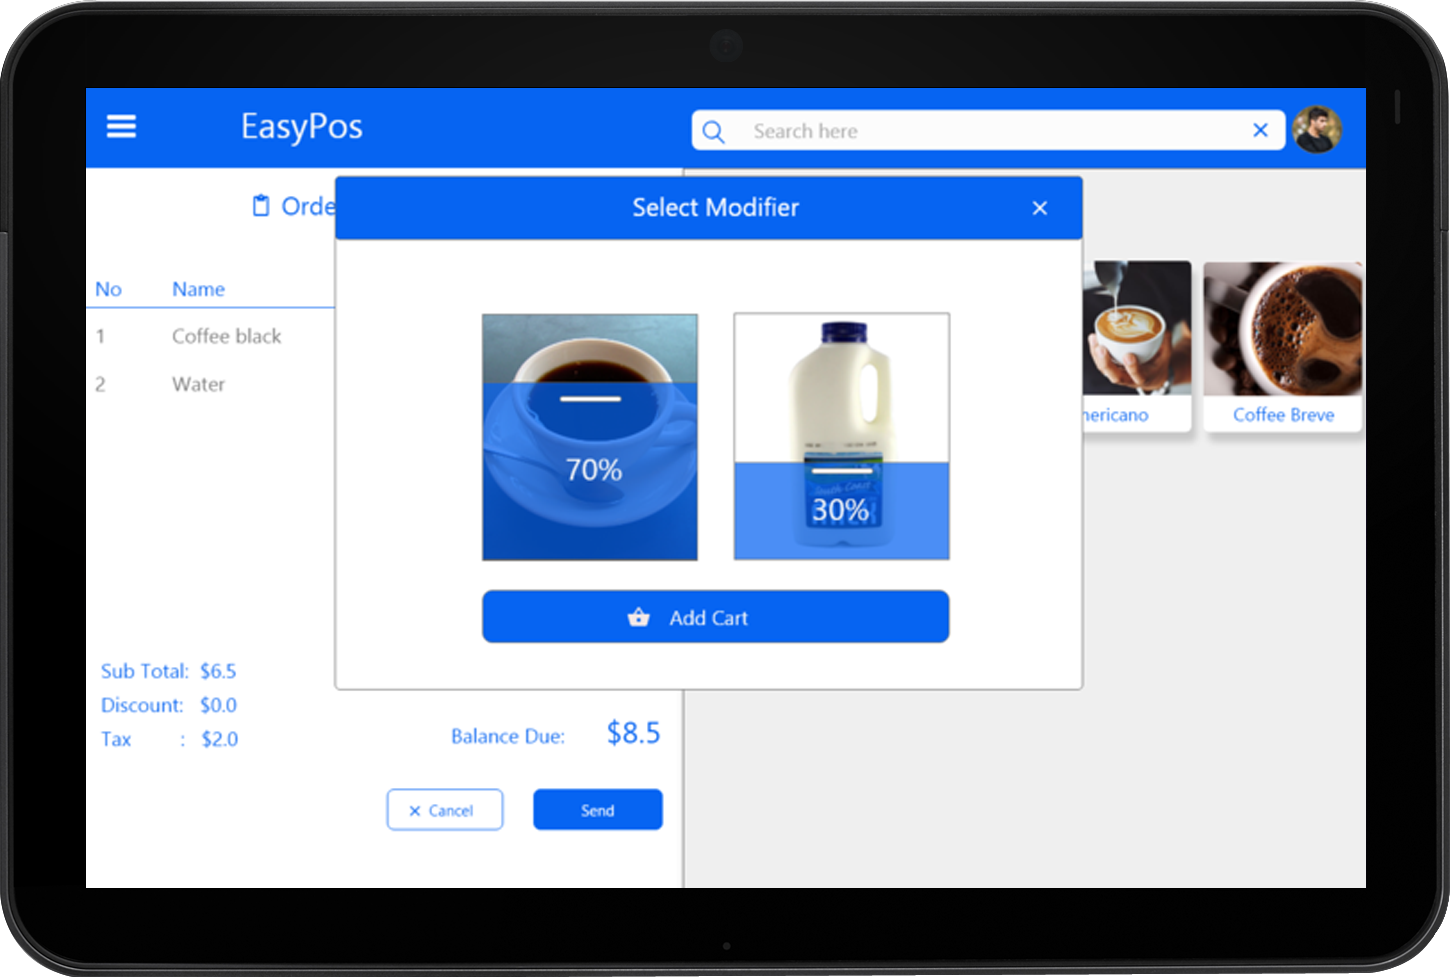 EasyPos
Search here
Orde
Select Modifier
No Name
1 Coffee black
2 Water
70%
30%
Add Cart
ericano
Coffee Breve
Sub Total: $6.5
Discount: $0.0
Tax : $2.0
Balance Due: $8.5
Cancel
Send